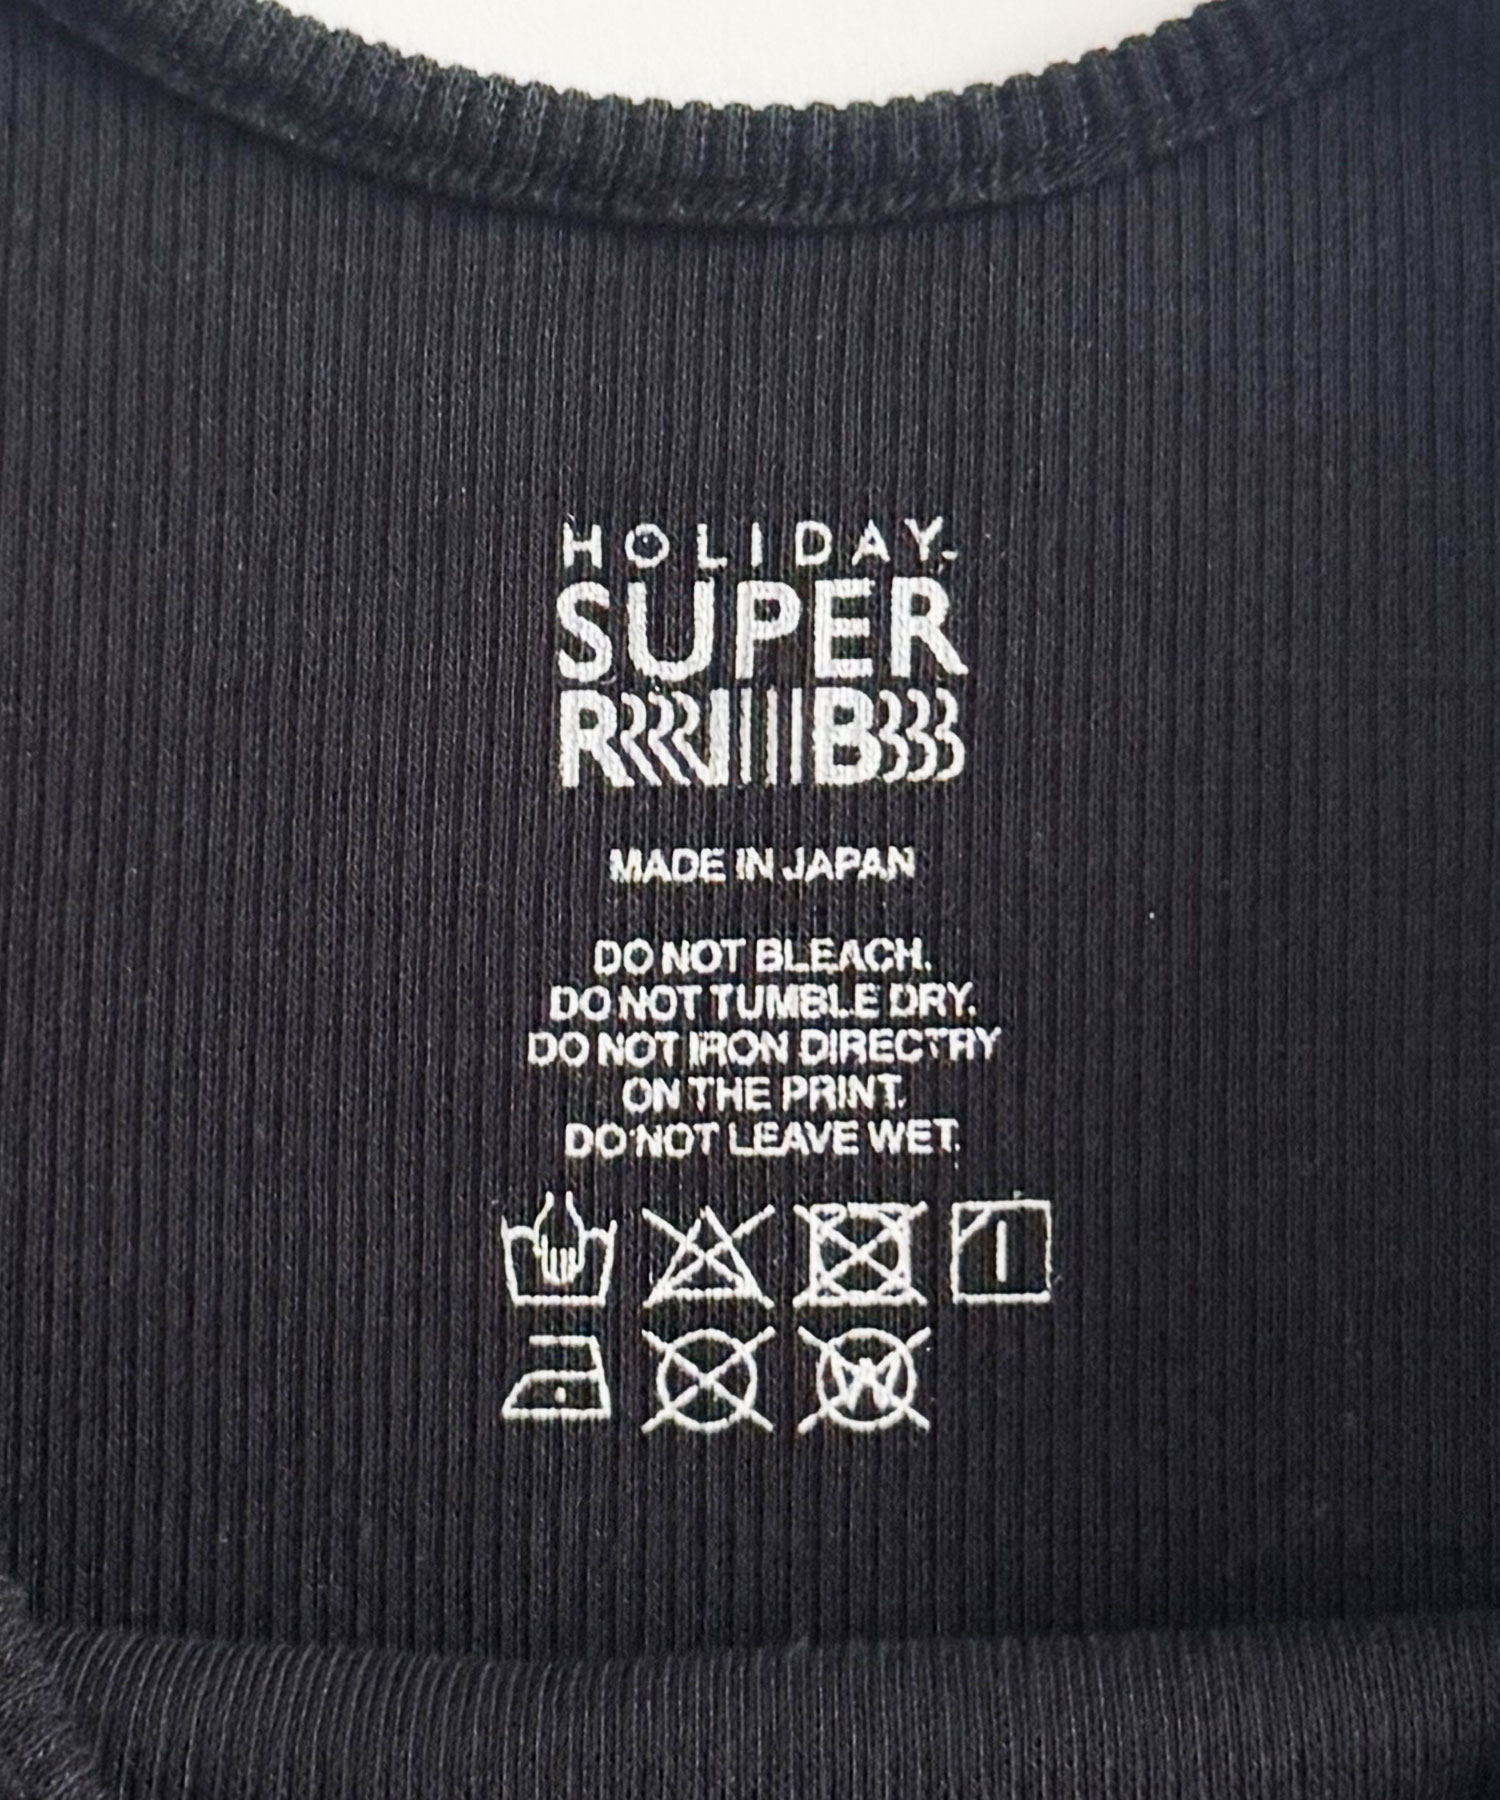 HOLIDAY
SUPER
RIB
MADE IN JAPAN
DO NOT BLEACH.
DO NOT TUMBLE DRY.
DO NOT IRON DIRECTRY
ON THE PRINT.
DO NOT LEAVE WET.
W